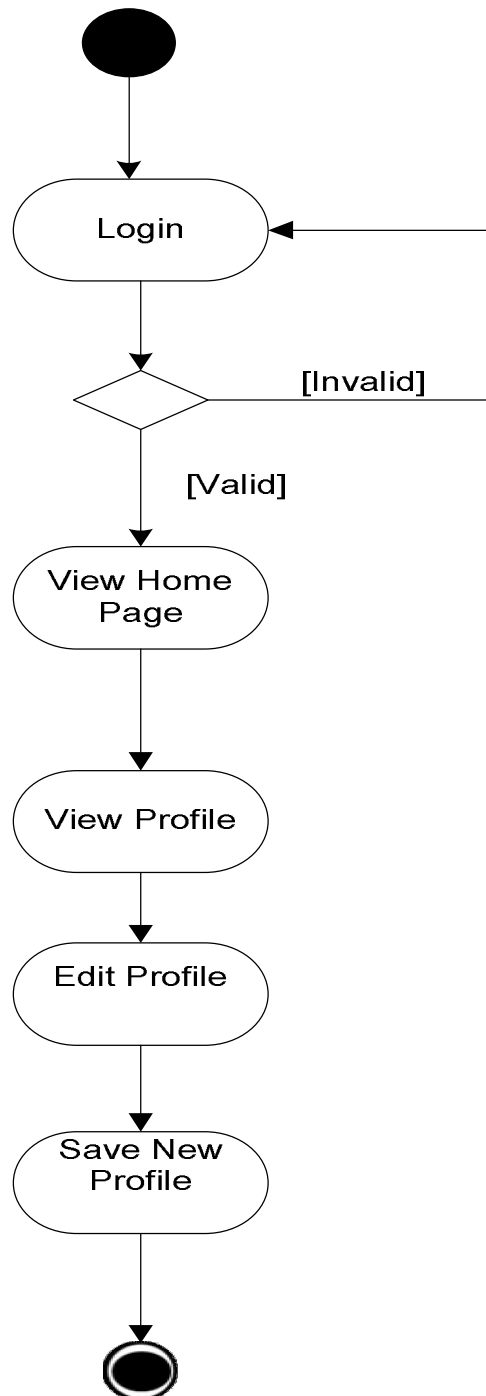 Login
[Invalid]
[Valid]
View Home
Page
View Profile
Edit Profile
Save New
Profile